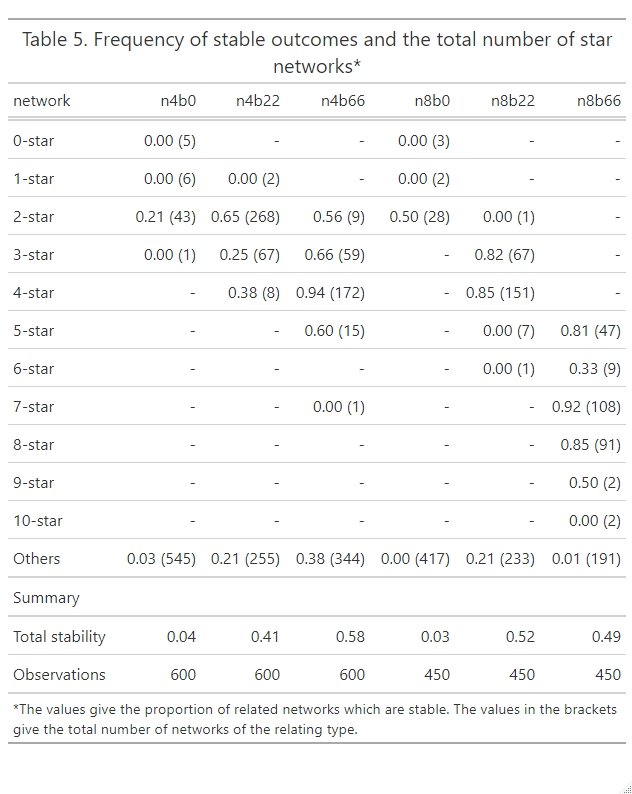 Table 5. Frequency of stable outcomes and the total number of star
networks*
network n4b0 n4b22 n4b66 n8b0 n8b22 n8b66
0-star 0.00 (5) - - 0.00 (3) - -
1-star 0.00 (6) 0.00 (2) - 0.00 (2) - -
2-star 0.21 (43) 0.65 (268) 0.56 (9) 0.50 (28) 0.00 (1) -
3-star 0.00 (1) 0.25 (67) 0.66 (59) - 0.82 (67) -
4-star - 0.38 (8) 0.94 (172) - 0.85 (151) -
5-star - - 0.60 (15) - 0.00 (7) 0.81 (47)
6-star - - - - 0.00 (1) 0.33 (9)
7-star - - 0.00 (1) - - 0.92 (108)
8-star - - - - - 0.85 (91)
9-star - - - - - 0.50 (2)
10-star - - - - - 0.00 (2)
Others 0.03 (545) 0.21 (255) 0.38 (344) 0.00 (417) 0.21 (233) 0.01 (191)
Summary
Total stability 0.04 0.41 0.58 0.03 0.52 0.49
Observations 600 600 600 450 450 450
*The values give the proportion of related networks which are stable. The values in the brackets
give the total number of networks of the relating type.